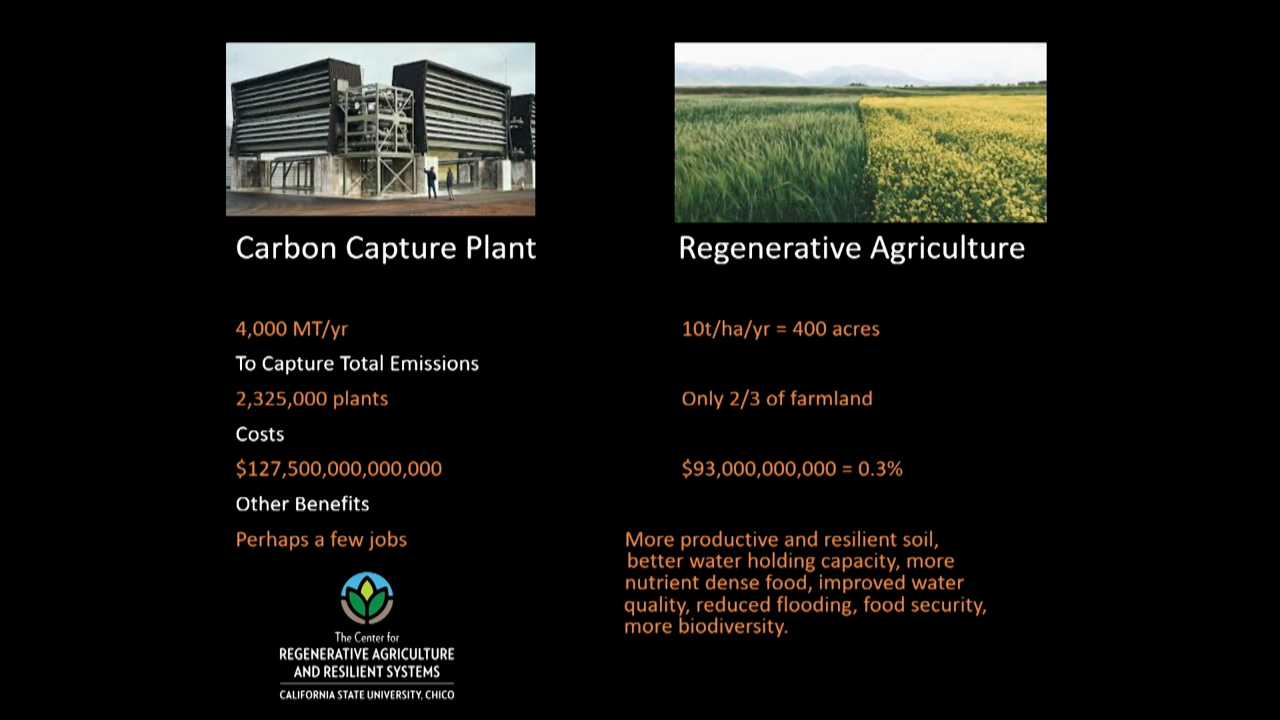 Carbon Capture Plant
Regenerative Agriculture
4,000 MT/yr
10t/ha/yr = 400 acres
To Capture Total Emissions
2,325,000 plants
Only 2/3 of farmland
Costs
$127,500,000,000,000
$93,000,000,000 = 0.3%
Other Benefits
Perhaps a few jobs
More productive and resilient soil,
better water holding capacity, more
nutrient dense food, improved water
quality, reduced flooding, food security,
more biodiversity.
The Center for
REGENERATIVE AGRICULTURE
AND RESILIENT SYSTEMS
CALIFORNIA STATE UNIVERSITY, CHICO